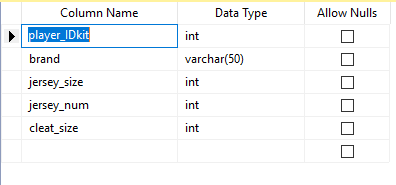 Column Name Data Type Allow Nulls
player_IDkit int
brand varchar(50)
jersey_size int
jersey_num int
cleat_size int